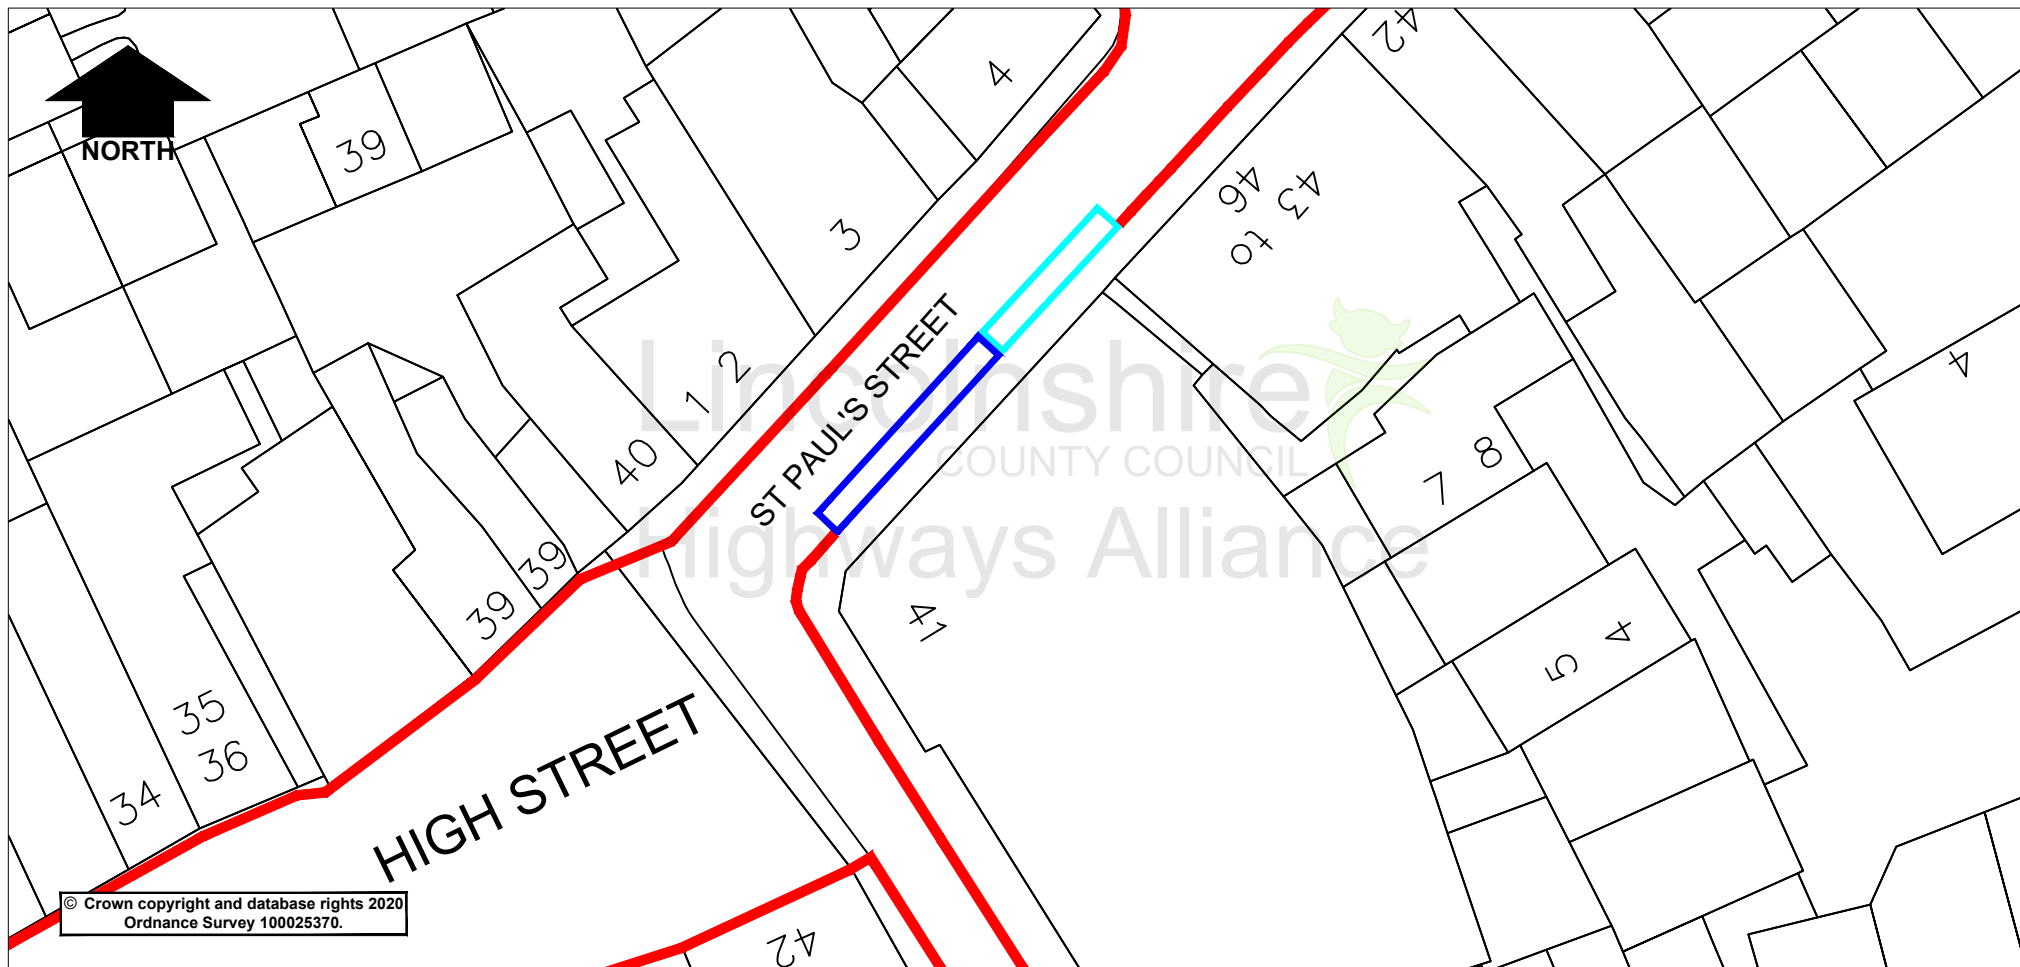 NORTH
39
4
42
3
46
43
to
1
2
40
ST PAUL'S STREET
Lincolnshire
COUNTY COUNCIL
Highways Alliance
4
7
8
39
39
41
4
5
35
36
34
HIGH STREET
42
© Crown copyright and database rights 2020
Ordnance Survey 100025370.